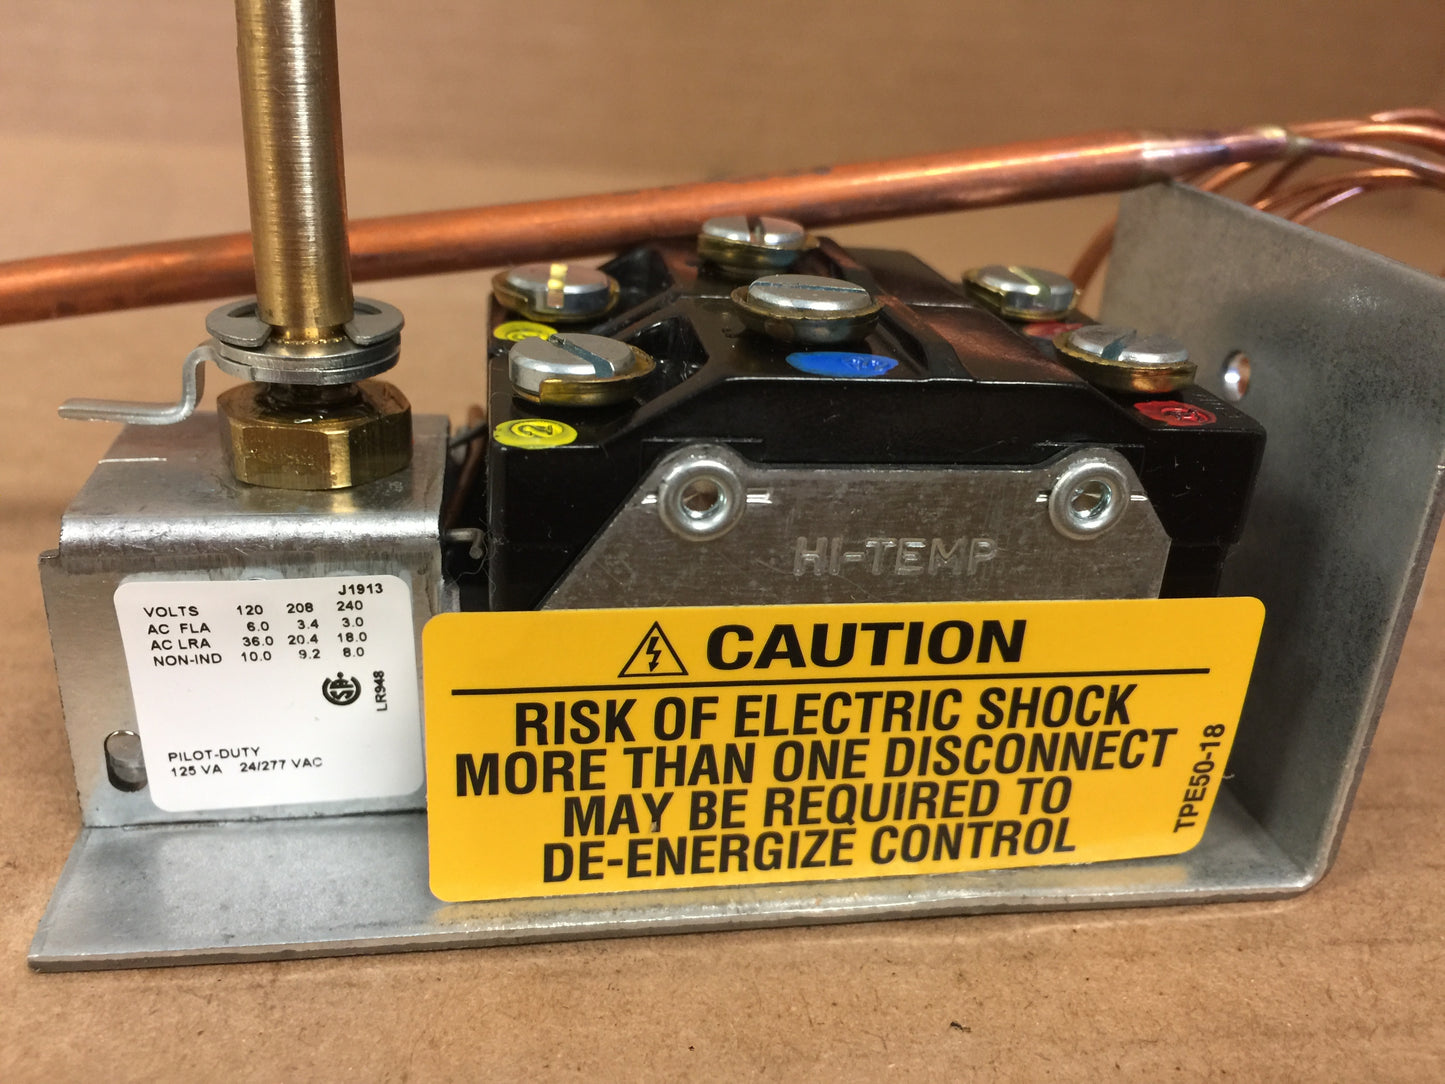 2
HI-TEMP
J1913
VOLTS 120 208 240
AC FLA 6.0 3.4 3.0
AC LRA 36.0 20.4 18.0
NON-IND 10.0 9.2 8.0
LR948
PILOT-DUTY
125 VA 24/277 VAC
CAUTION
RISK OF ELECTRIC SHOCK
MORE THAN ONE DISCONNECT
MAY BE REQUIRED TO
DE-ENERGIZE CONTROL
TPE50-18